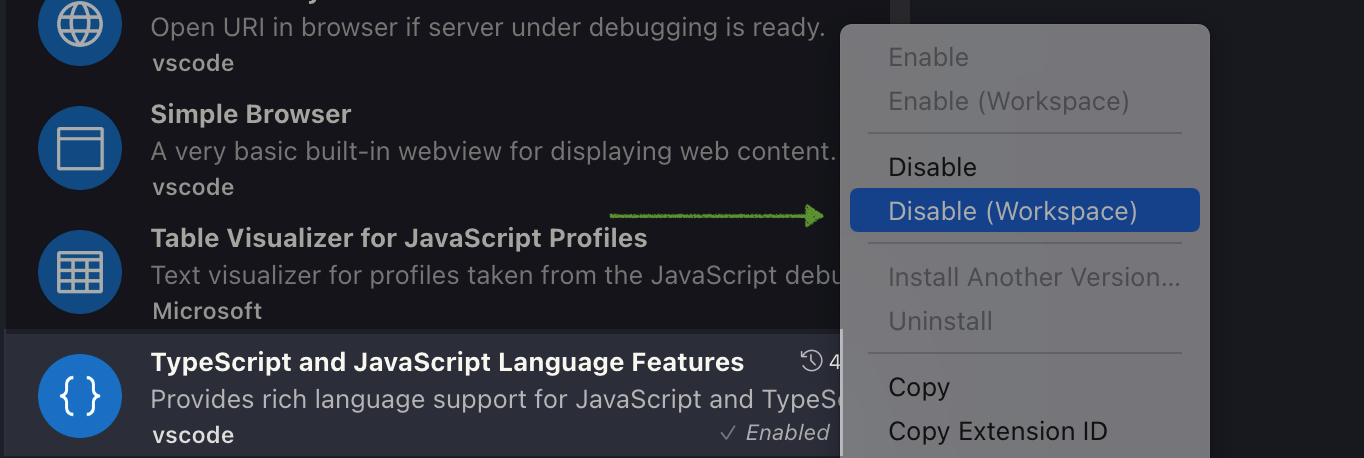 Open URI in browser if server under debugging is ready.
vscode
Simple Browser
A very basic built-in webview for displaying web content.
vscode
Table Visualizer for JavaScript Profiles
Text visualizer for profiles taken from the JavaScript debu
Microsoft
TypeScript and JavaScript Language Features
4
Provides rich language support for JavaScript and TypeS
vscode
✓ Enabled
Enable
Enable (Workspace)
Disable
Disable (Workspace)
Install Another Version...
Uninstall
Copy
Copy Extension ID